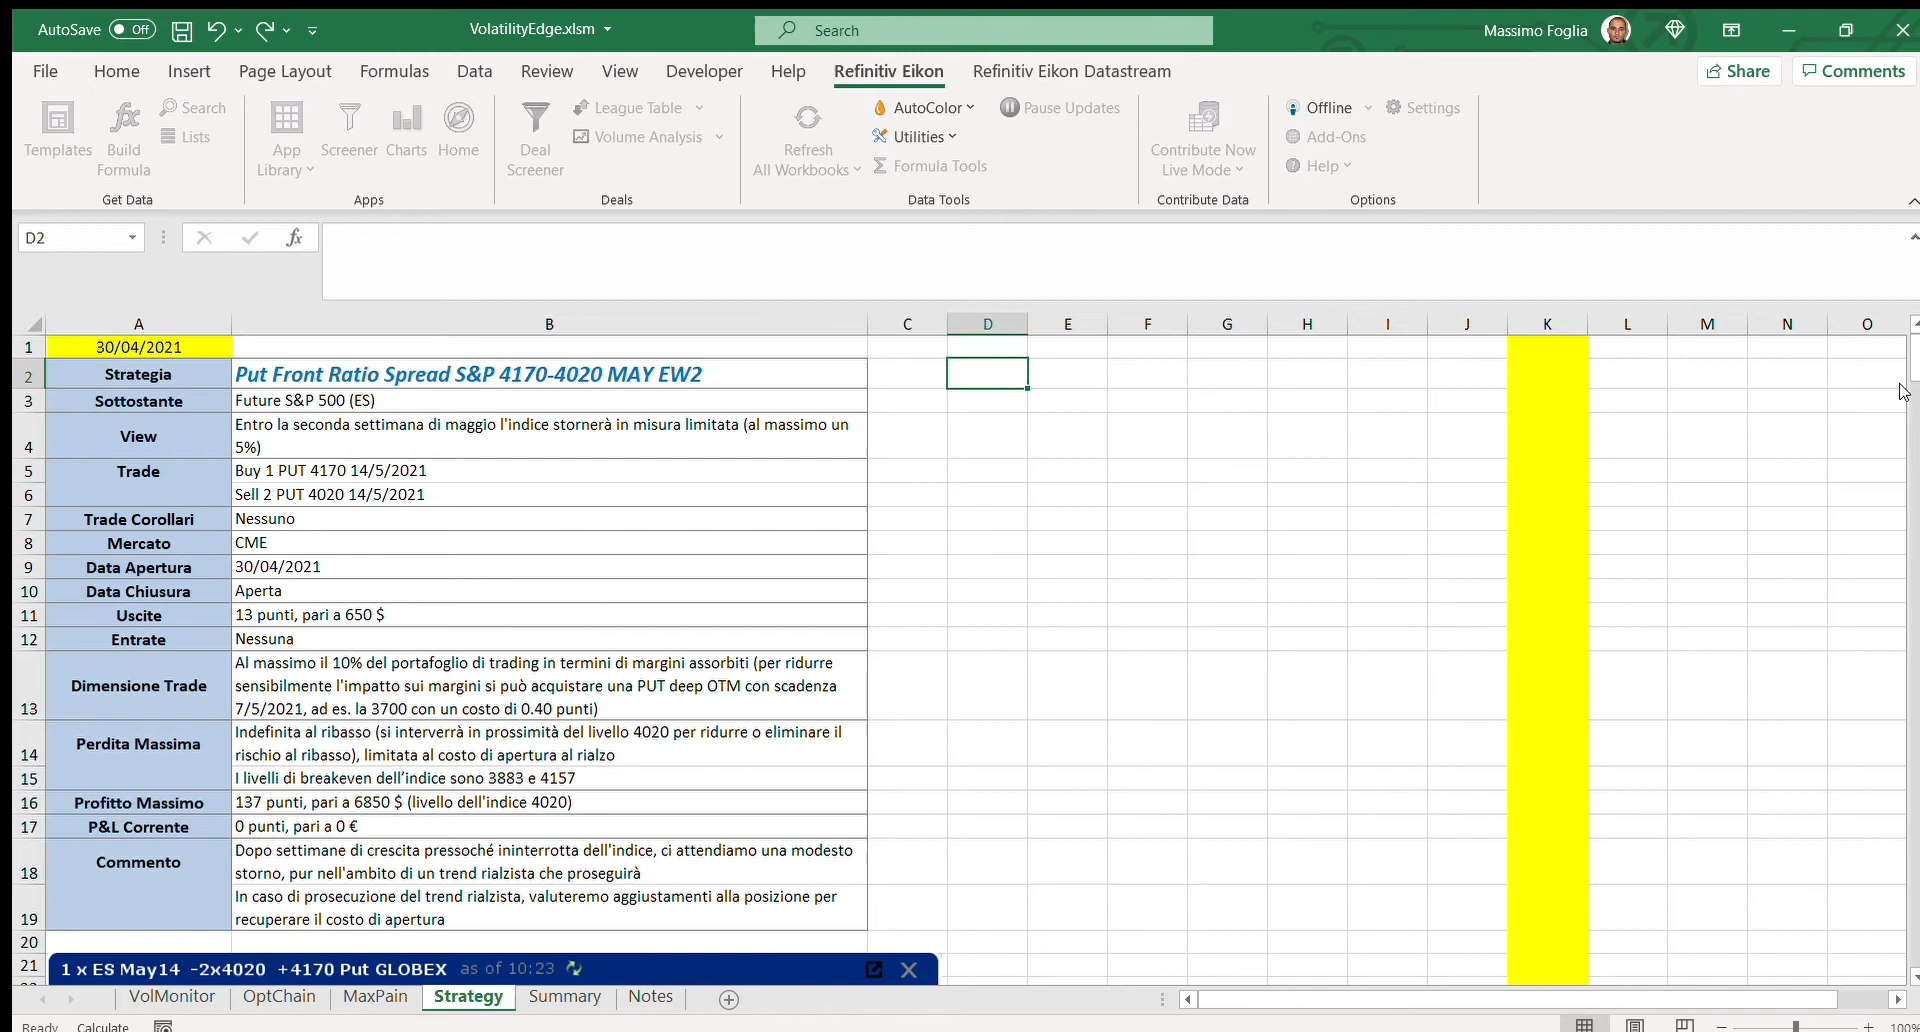 AutoSave Off VolatilityEdge.xlsm Search Massimo Foglia
File Home Insert Page Layout Formulas Data Review View Developer Help Refinitiv Eikon Refinitiv Eikon Datastream Share Comments
Templates Build Formula Search Lists
App Library Screener Charts Home
Deal Screener League Table Volume Analysis
Refresh All Workbooks AutoColor Utilities Formula Tools Pause Updates
Contribute Now Live Mode
Offline Settings Add-Ons Help
Get Data Apps Deals Data Tools Contribute Data Options
D2 fx
A B C D E F G H I J K L M N O
1 30/04/2021
2 Strategia Put Front Ratio Spread S&P 4170-4020 MAY EW2
3 Sottostante Future S&P 500 (ES)
4 View Entro la seconda settimana di maggio l'indice stornerà in misura limitata (al massimo un
5%)
5 Trade Buy 1 PUT 4170 14/5/2021
6 Sell 2 PUT 4020 14/5/2021
7 Trade Corollari Nessuno
8 Mercato CME
9 Data Apertura 30/04/2021
10 Data Chiusura Aperta
11 Uscite 13 punti, pari a 650 $
12 Entrate Nessuna
13 Dimensione Trade Al massimo il 10% del portafoglio di trading in termini di margini assorbiti (per ridurre
sensibilmente l'impatto sui margini si può acquistare una PUT deep OTM con scadenza
7/5/2021, ad es. la 3700 con un costo di 0.40 punti)
14 Perdita Massima Indefinita al ribasso (si interverrà in prossimità del livello 4020 per ridurre o eliminare il
rischio al ribasso), limitata al costo di apertura al rialzo
15 I livelli di breakeven dell’indice sono 3883 e 4157
16 Profitto Massimo 137 punti, pari a 6850 $ (livello dell'indice 4020)
17 P&L Corrente 0 punti, pari a 0 €
18 Commento Dopo settimane di crescita pressoché ininterrotta dell'indice, ci attendiamo una modesto
storno, pur nell'ambito di un trend rialzista che proseguirà
19 In caso di prosecuzione del trend rialzista, valuteremo aggiustamenti alla posizione per
recuperare il costo di apertura
20
21 1 x ES May14 -2x4020 +4170 Put GLOBEX as of 10:23
VolMonitor OptChain MaxPain Strategy Summary Notes
Ready Calculate 100%